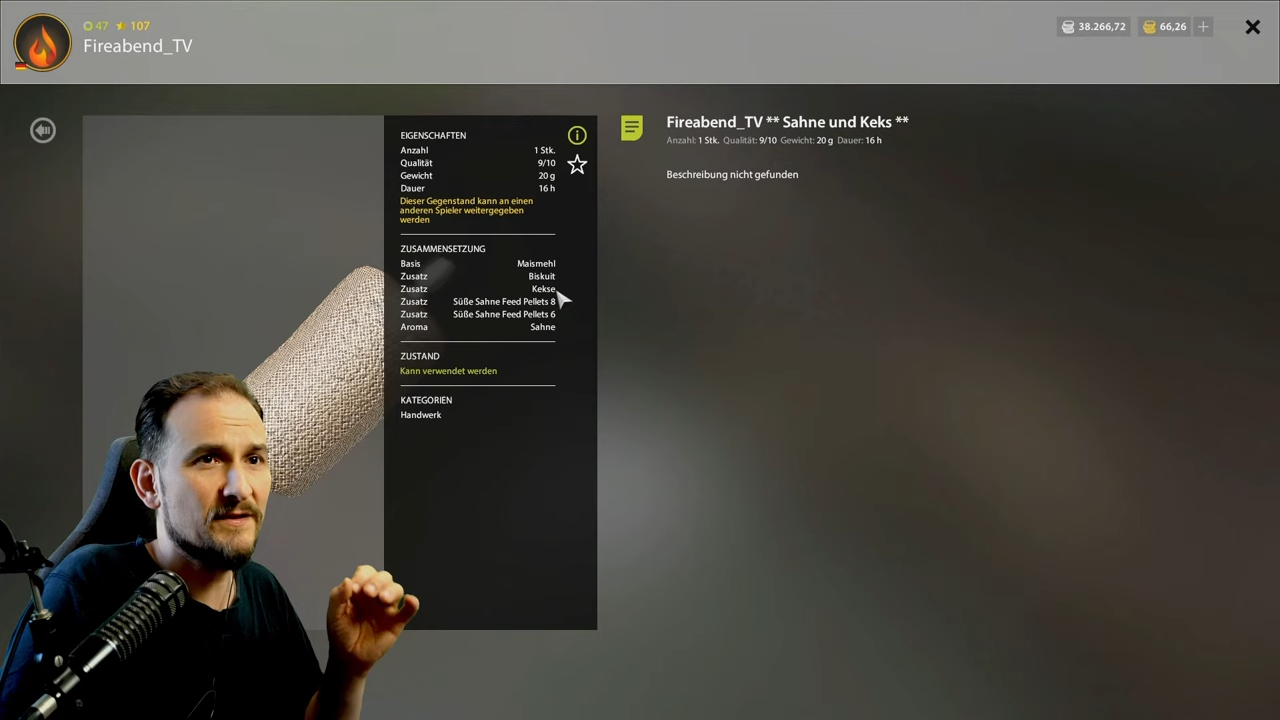 47 107
Fireabend_TV
38.266,72 66,26
EIGENSCHAFTEN
Anzahl 1 Stk.
Qualität 9/10
Gewicht 20 g
Dauer 16 h
Dieser Gegenstand kann an einen
anderen Spieler weitergegeben
werden
ZUSAMMENSETZUNG
Basis Maismehl
Zusatz Biskuit
Zusatz Kekse
Zusatz Süße Sahne Feed Pellets 8
Zusatz Süße Sahne Feed Pellets 6
Aroma Sahne
ZUSTAND
Kann verwendet werden
KATEGORIEN
Handwerk
Fireabend_TV ** Sahne und Keks **
Anzahl: 1 Stk. Qualität: 9/10 Gewicht: 20 g Dauer: 16 h
Beschreibung nicht gefunden